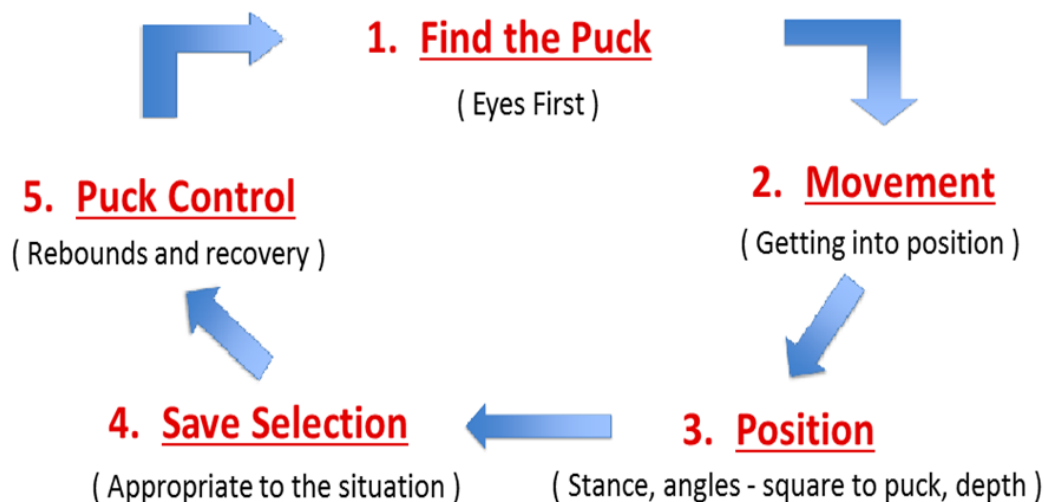 1. Find the Puck
( Eyes First )
2. Movement
( Getting into position )
3. Position
( Stance, angles - square to puck, depth )
4. Save Selection
( Appropriate to the situation )
5. Puck Control
( Rebounds and recovery )